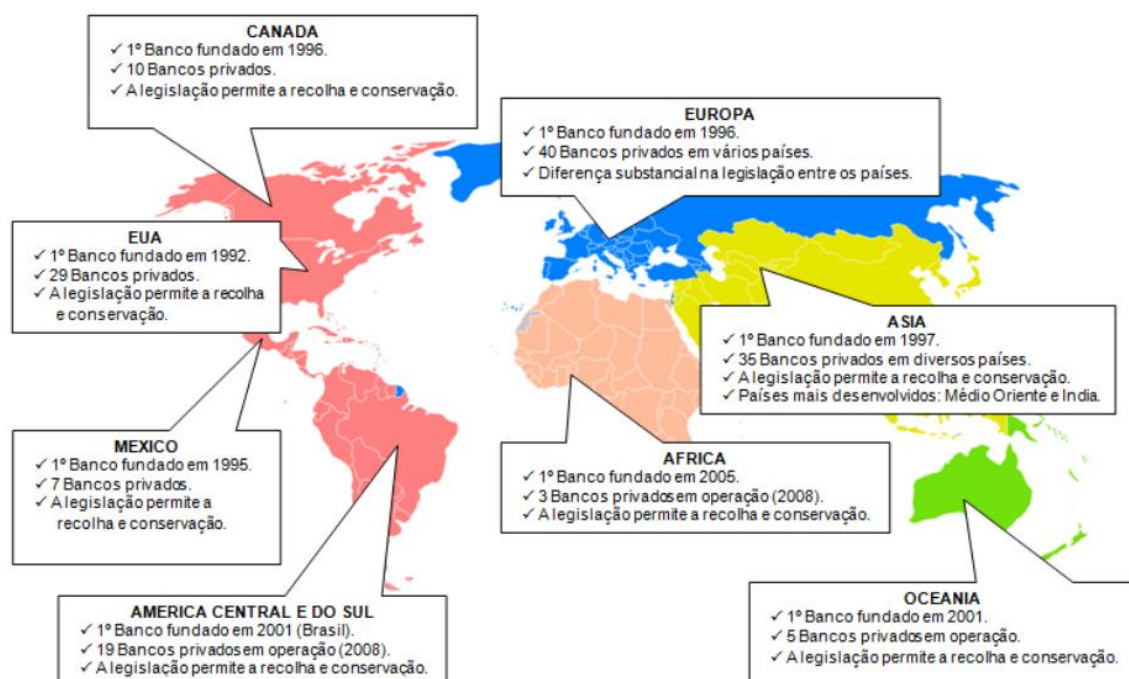 CANADA
✓ 1º Banco fundado em 1996.
✓ 10 Bancos privados.
✓ A legislação permite a recolha e conservação.
EUROPA
✓ 1º Banco fundado em 1996.
✓ 40 Bancos privados em vários países.
✓ Diferença substancial na legislação entre os países.
EUA
✓ 1º Banco fundado em 1992.
✓ 29 Bancos privados.
✓ A legislação permite a recolha
e conservação.
ASIA
✓ 1º Banco fundado em 1997.
✓ 35 Bancos privados em diversos países.
✓ A legislação permite a recolha e conservação.
✓ Países mais desenvolvidos: Médio Oriente e India.
MEXICO
✓ 1º Banco fundado em 1995.
✓ 7 Bancos privados.
✓ A legislação permite a
recolha e conservação.
AFRICA
✓ 1º Banco fundado em 2005.
✓ 3 Bancos privados em operação (2008).
✓ A legislação permite a recolha e conservação.
AMERICA CENTRAL E DO SUL
✓ 1º Banco fundado em 2001 (Brasil).
✓ 19 Bancos privados em operação (2008).
✓ A legislação permite a recolha e conservação.
OCEANIA
✓ 1º Banco fundado em 2001.
✓ 5 Bancos privados em operação.
✓ A legislação permite a recolha e conservação.